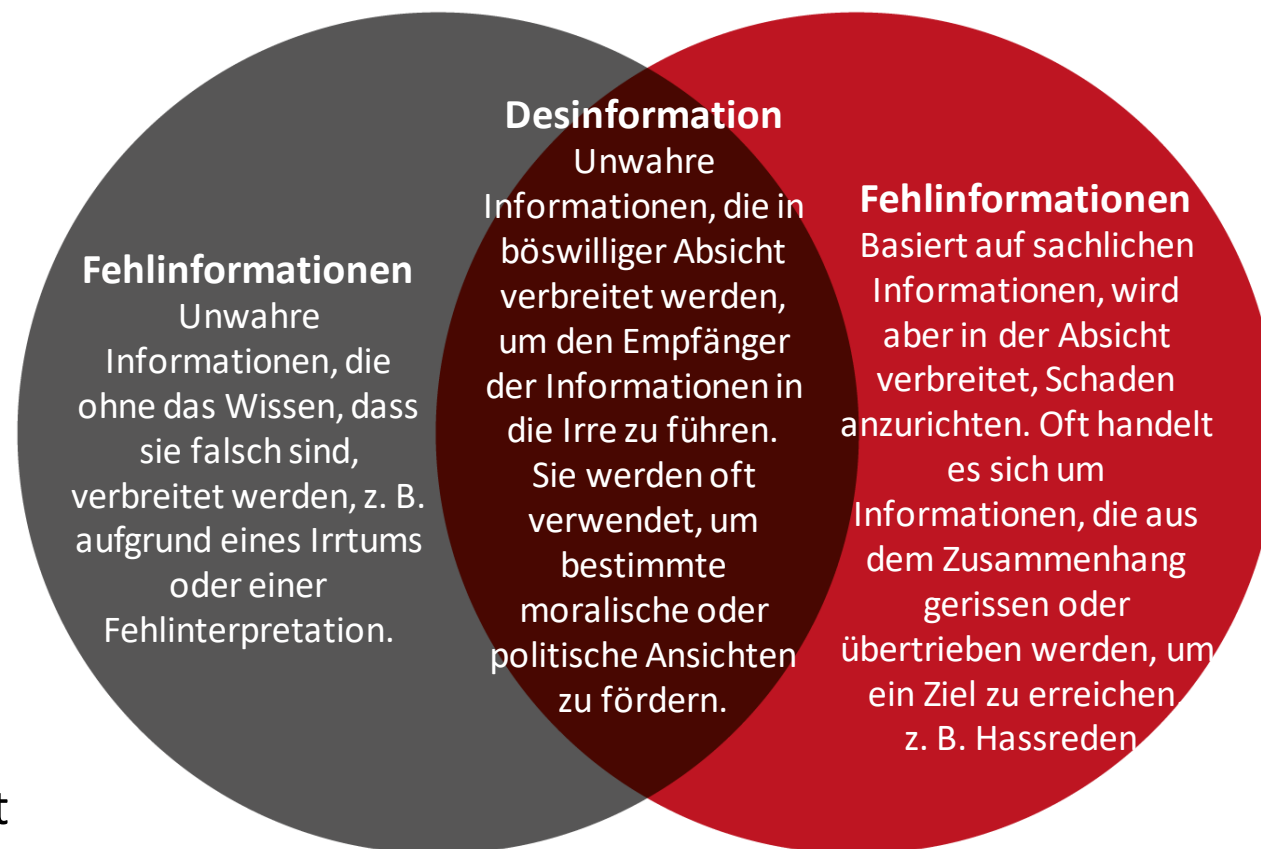 Fehlinformationen
Unwahre
Informationen, die
ohne das Wissen, dass
sie falsch sind,
verbreitet werden, z. B.
aufgrund eines Irrtums
oder einer
Fehlinterpretation.
Desinformation
Unwahre
Informationen, die in
böswilliger Absicht
verbreitet werden,
um den Empfänger
der Informationen in
die Irre zu führen.
Sie werden oft
verwendet, um
bestimmte
moralische oder
politische Ansichten
zu fördern.
Fehlinformationen
Basiert auf sachlichen
Informationen, wird
aber in der Absicht
verbreitet, Schaden
anzurichten. Oft handelt
es sich um
Informationen, die aus
dem Zusammenhang
gerissen oder
übertrieben werden, um
ein Ziel zu erreichen,
z. B. Hassreden
t